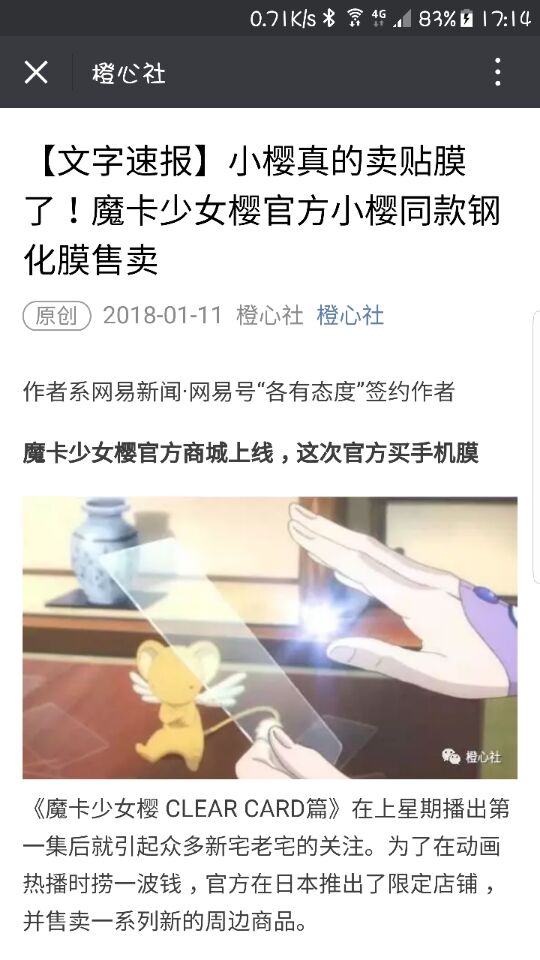 0.71K/s 4G 83% 17:14
橙心社
【文字速报】小樱真的卖贴膜
了！魔卡少女樱官方小樱同款钢
化膜售卖
原创 2018-01-11 橙心社 橙心社
作者系网易新闻·网易号“各有态度”签约作者
魔卡少女樱官方商城上线，这次官方买手机膜
橙心社
《魔卡少女樱 CLEAR CARD篇》在上星期播出第
一集后就引起众多新宅老宅的关注。为了在动画
热播时捞一波钱，官方在日本推出了限定店铺，
并售卖一系列新的周边商品。